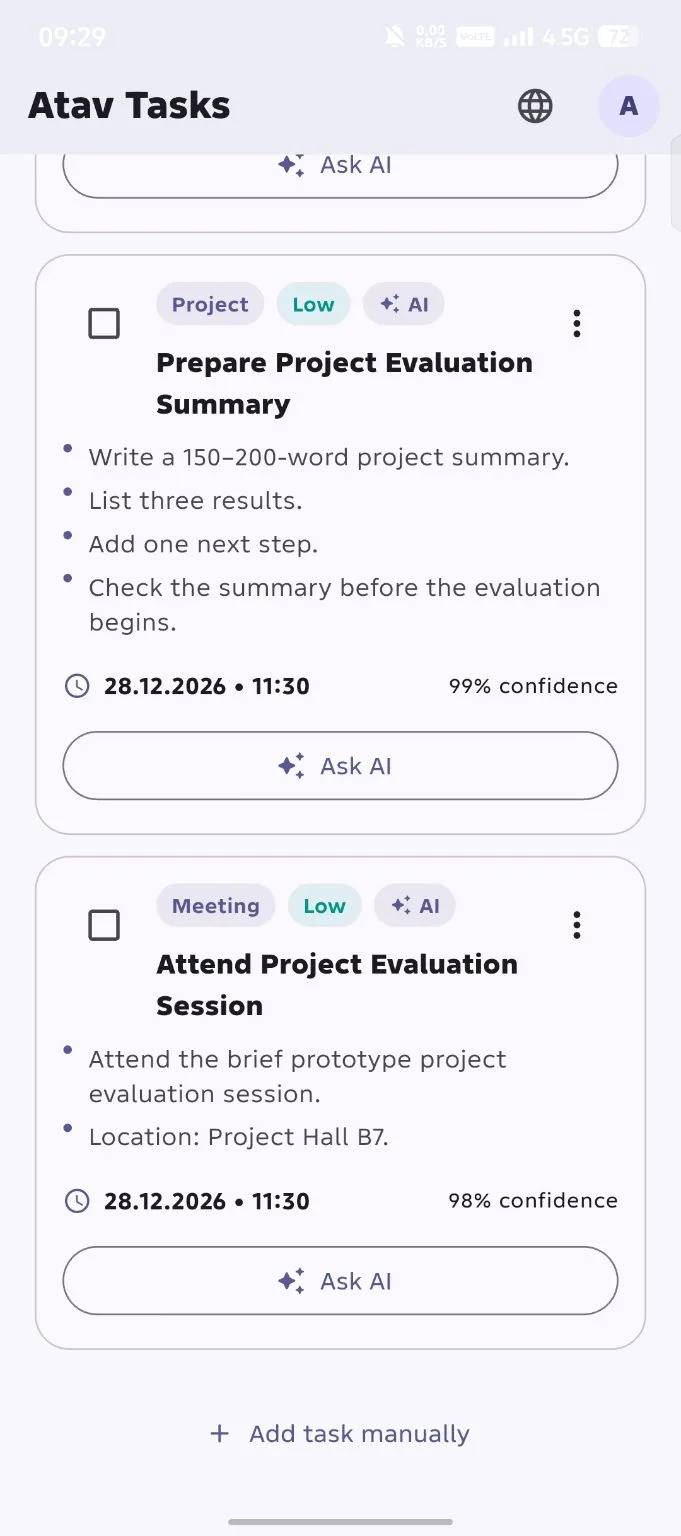 09:29
0,00
KB/S
VoLTE
4.5G
72
Atav Tasks
A
Ask AI
Project
Low
AI
Prepare Project Evaluation
Summary
• Write a 150–200-word project summary.
• List three results.
• Add one next step.
• Check the summary before the evaluation
begins.
28.12.2026 • 11:30
99% confidence
Ask AI
Meeting
Low
AI
Attend Project Evaluation
Session
• Attend the brief prototype project
evaluation session.
• Location: Project Hall B7.
28.12.2026 • 11:30
98% confidence
Ask AI
+ Add task manually